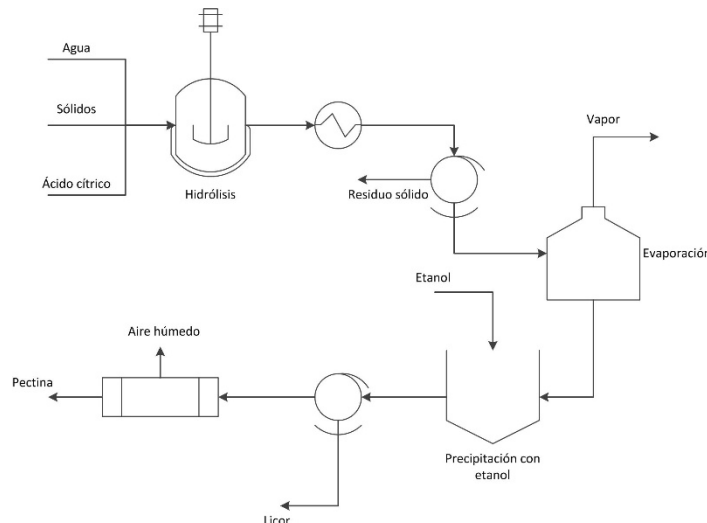 Agua
Sólidos
Ácido cítrico
Hidrólisis
Residuo sólido
Vapor
Evaporación
Etanol
Precipitación con
etanol
Aire húmedo
Pectina
Licor